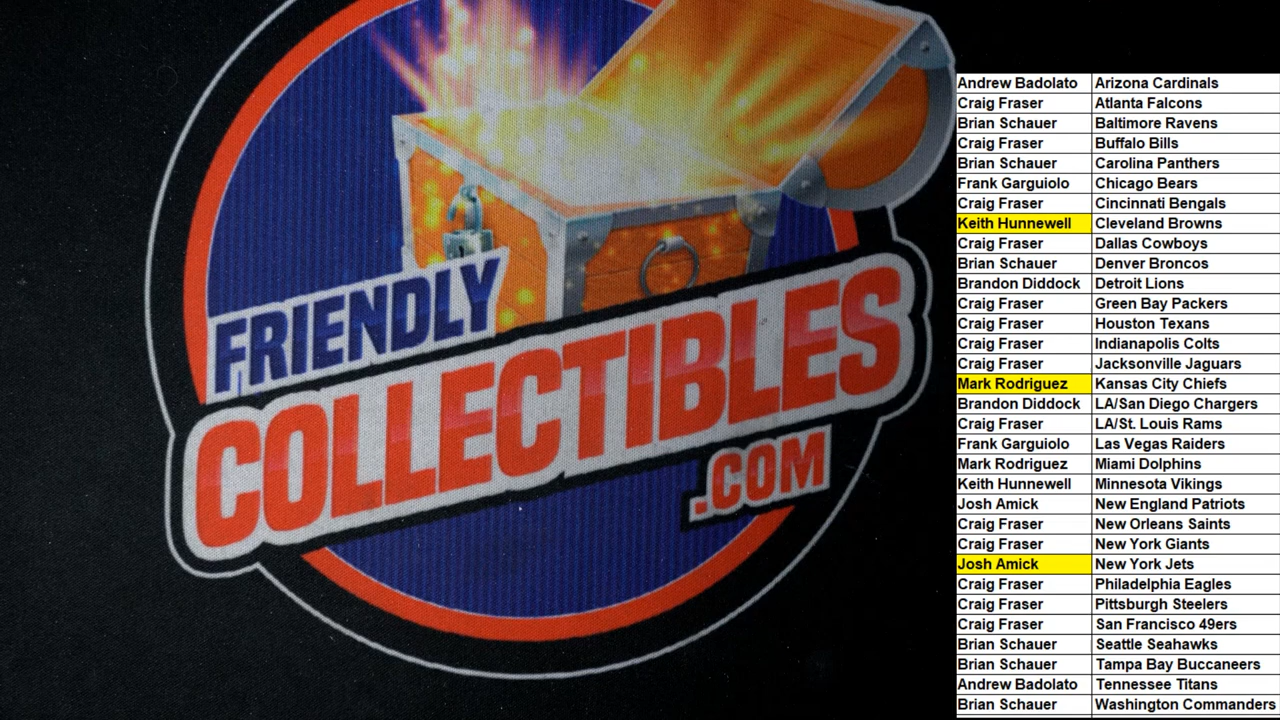 FRIENDLY
COLLECTIBLES
.COM
Andrew Badolato Arizona Cardinals
Craig Fraser Atlanta Falcons
Brian Schauer Baltimore Ravens
Craig Fraser Buffalo Bills
Brian Schauer Carolina Panthers
Frank Garguiolo Chicago Bears
Craig Fraser Cincinnati Bengals
Keith Hunnewell Cleveland Browns
Craig Fraser Dallas Cowboys
Brian Schauer Denver Broncos
Brandon Diddock Detroit Lions
Craig Fraser Green Bay Packers
Craig Fraser Houston Texans
Craig Fraser Indianapolis Colts
Craig Fraser Jacksonville Jaguars
Mark Rodriguez Kansas City Chiefs
Brandon Diddock LA/San Diego Chargers
Craig Fraser LA/St. Louis Rams
Frank Garguiolo Las Vegas Raiders
Mark Rodriguez Miami Dolphins
Keith Hunnewell Minnesota Vikings
Josh Amick New England Patriots
Craig Fraser New Orleans Saints
Craig Fraser New York Giants
Josh Amick New York Jets
Craig Fraser Philadelphia Eagles
Craig Fraser Pittsburgh Steelers
Craig Fraser San Francisco 49ers
Brian Schauer Seattle Seahawks
Brian Schauer Tampa Bay Buccaneers
Andrew Badolato Tennessee Titans
Brian Schauer Washington Commanders